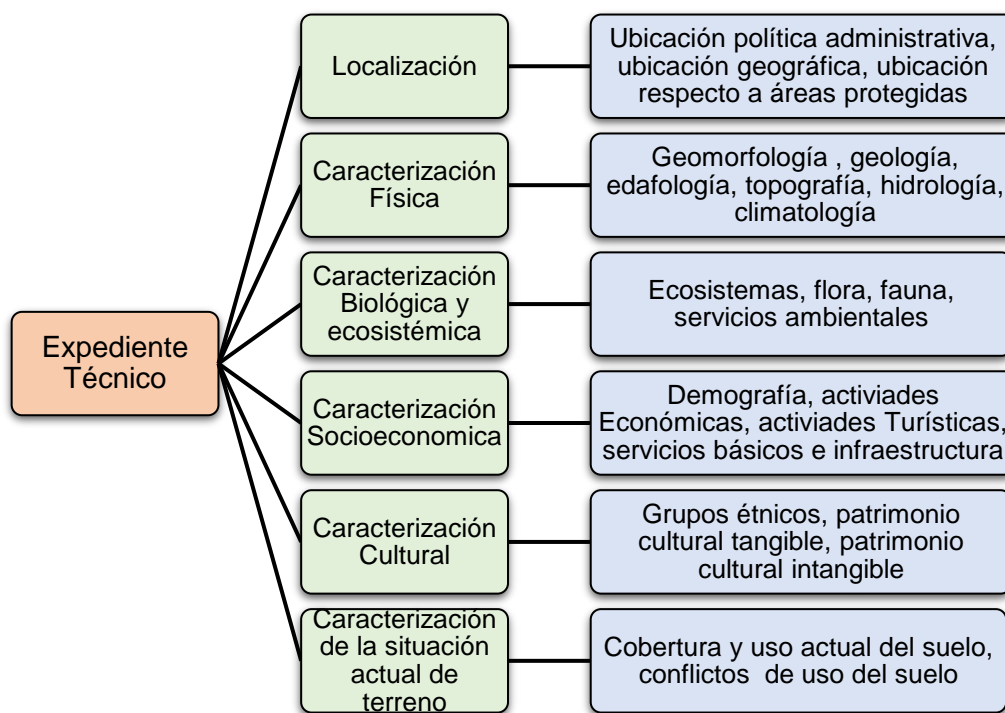 Expediente
Técnico
Localización
Ubicación política administrativa,
ubicación geográfica, ubicación
respecto a áreas protegidas
Caracterización
Física
Geomorfología , geología,
edafología, topografía, hidrología,
climatología
Caracterización
Biológica y
ecosistémica
Ecosistemas, flora, fauna,
servicios ambientales
Caracterización
Socioeconomica
Demografía, activiades
Económicas, activiades Turísticas,
servicios básicos e infraestructura
Caracterización
Cultural
Grupos étnicos, patrimonio
cultural tangible, patrimonio
cultural intangible
Caracterización
de la situación
actual de
terreno
Cobertura y uso actual del suelo,
conflictos  de uso del suelo